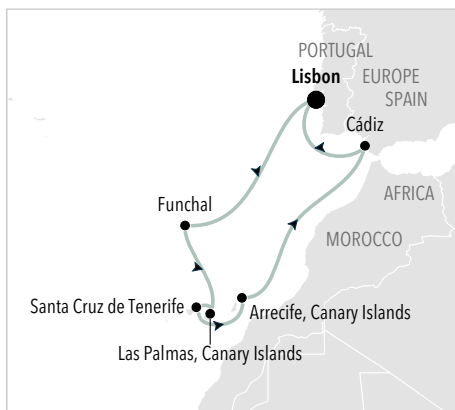 PORTUGAL
Lisbon
EUROPE
SPAIN
Cádiz
AFRICA
Funchal
MOROCCO
Santa Cruz de Tenerife
Arrecife, Canary Islands
Las Palmas, Canary Islands